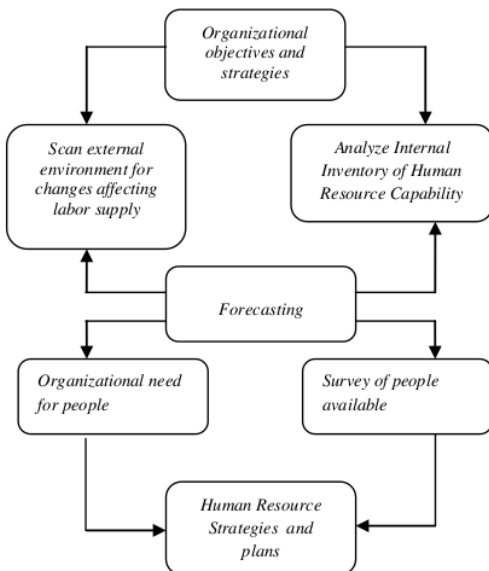 Organizational
objectives and
strategies
Scan external
environment for
changes affecting
labor supply
Analyze Internal
Inventory of Human
Resource Capability
Forecasting
Organizational need
for people
Survey of people
available
Human Resource
Strategies and
plans